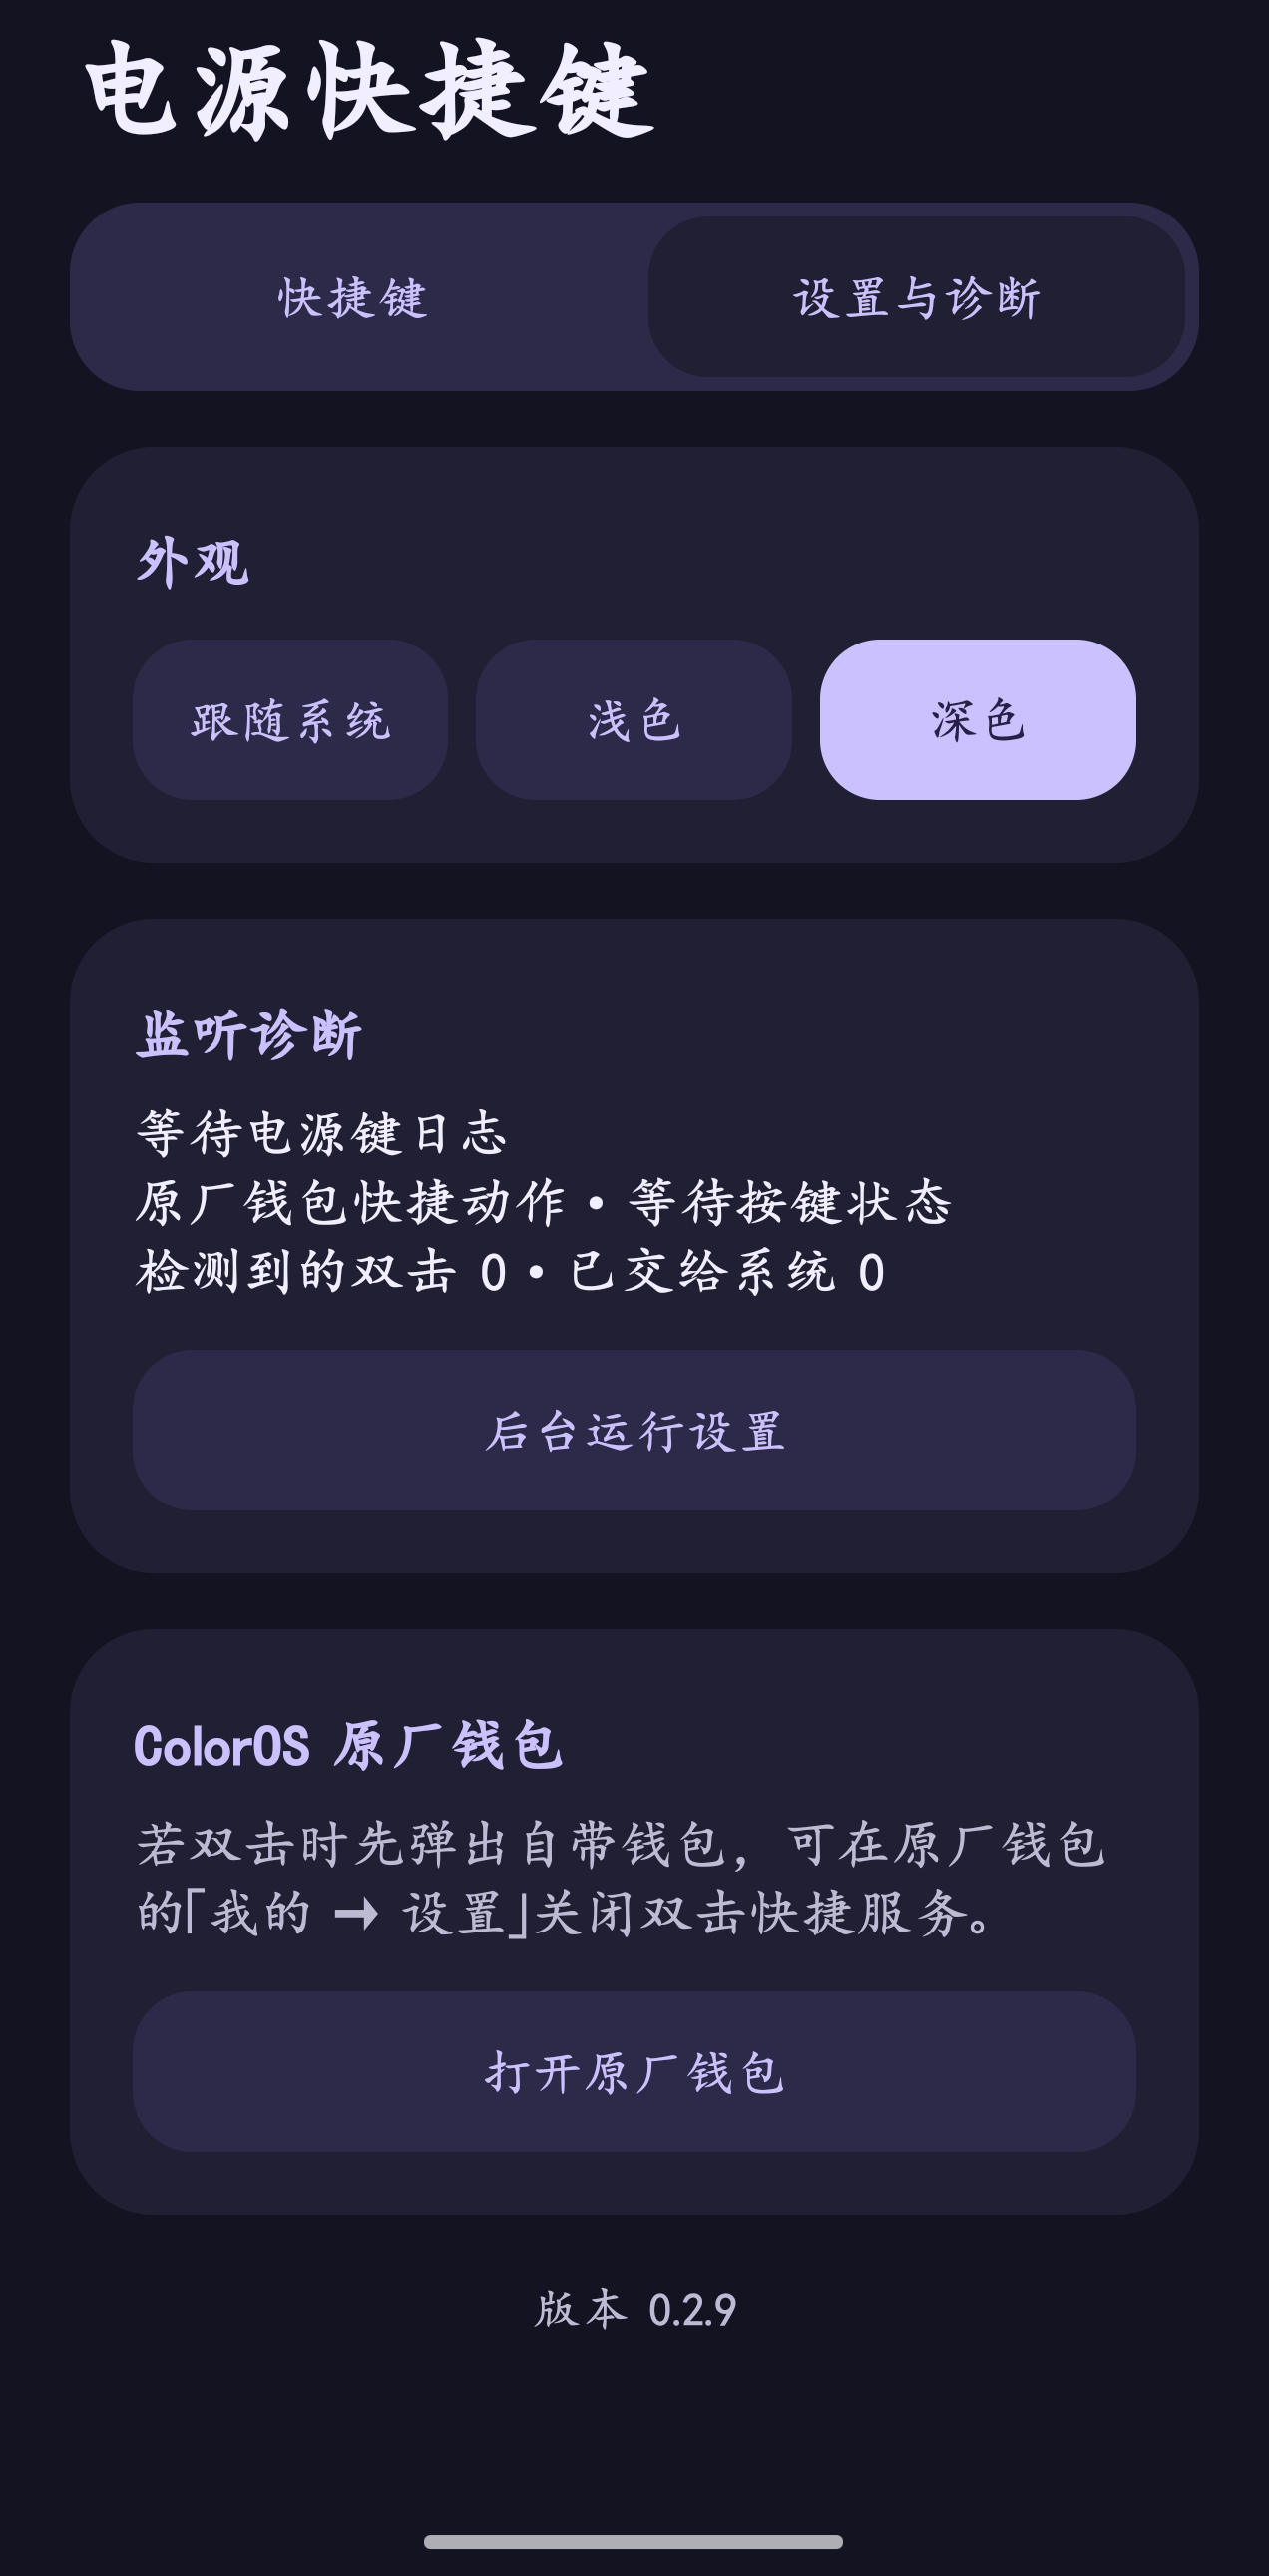 电源快捷键
快捷键
设置与诊断
外观
跟随系统
浅色
深色
监听诊断
等待电源键日志
原厂钱包快捷动作 • 等待按键状态
检测到的双击 0 • 已交给系统 0
后台运行设置
ColorOS 原厂钱包
若双击时先弹出自带钱包，可在原厂钱包
的「我的 → 设置」关闭双击快捷服务。
打开原厂钱包
版本 0.2.9